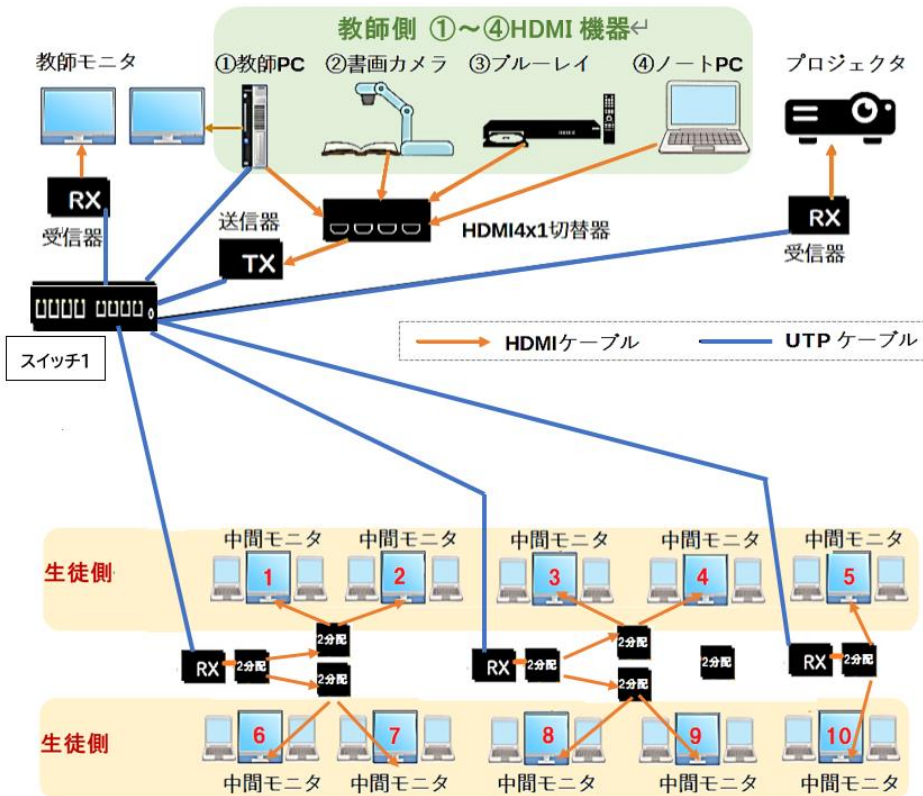 教師側 ①～④HDMI 機器↵
教師モニタ
①教師PC
②書画カメラ
③ブルーレイ
④ノートPC
プロジェクタ
RX
受信器
送信器
TX
HDMI4x1切替器
RX
受信器
スイッチ1
HDMIケーブル
UTP ケーブル
生徒側
中間モニタ
中間モニタ
中間モニタ
中間モニタ
中間モニタ
1
2
3
4
5
2分配
2分配
RX
2分配
2分配
RX
2分配
2分配
2分配
RX
2分配
生徒側
6
7
8
9
10
中間モニタ
中間モニタ
中間モニタ
中間モニタ
中間モニタ